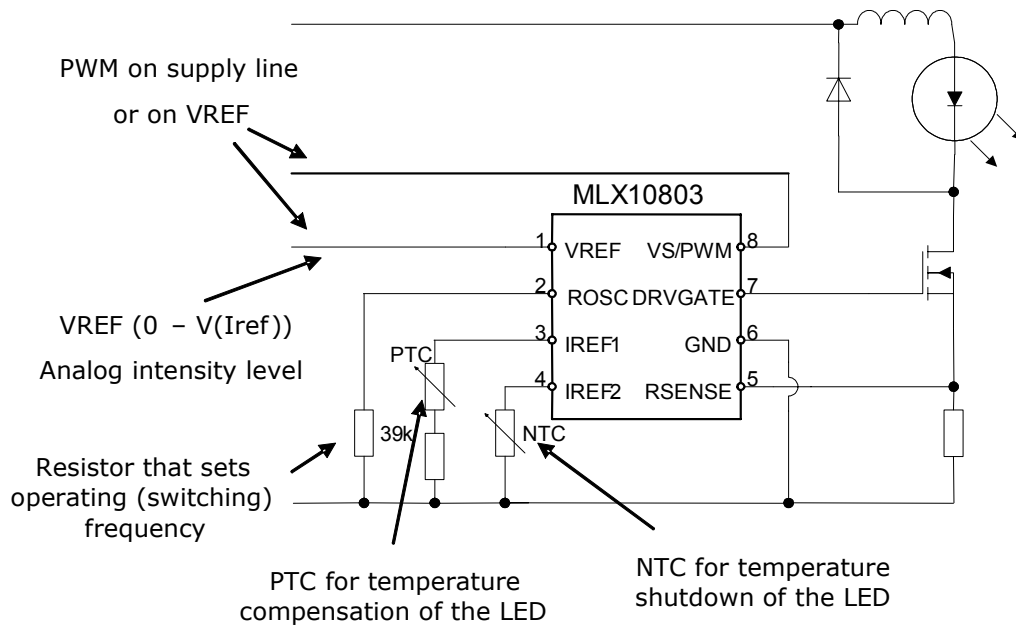 PWM on supply line
or on VREF
MLX10803
1 VREF VS/PWM 8
2 ROSC DRVGATE 7
3 IREF1 GND 6
4 IREF2 RSENSE 5
VREF (0 – V(Iref))
Analog intensity level
PTC
39k
NTC
Resistor that sets
operating (switching)
frequency
PTC for temperature
compensation of the LED
NTC for temperature
shutdown of the LED